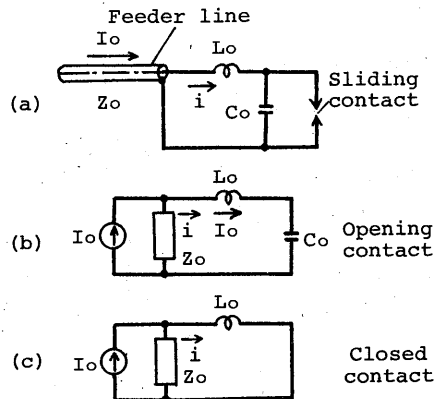 Feeder line
Io
Lo
(a)
Zo
i
Co
Sliding
contact
Lo
(b)
Io
i
Io
Zo
Co
Opening
contact
Lo
(c)
Io
i
Zo
Closed
contact